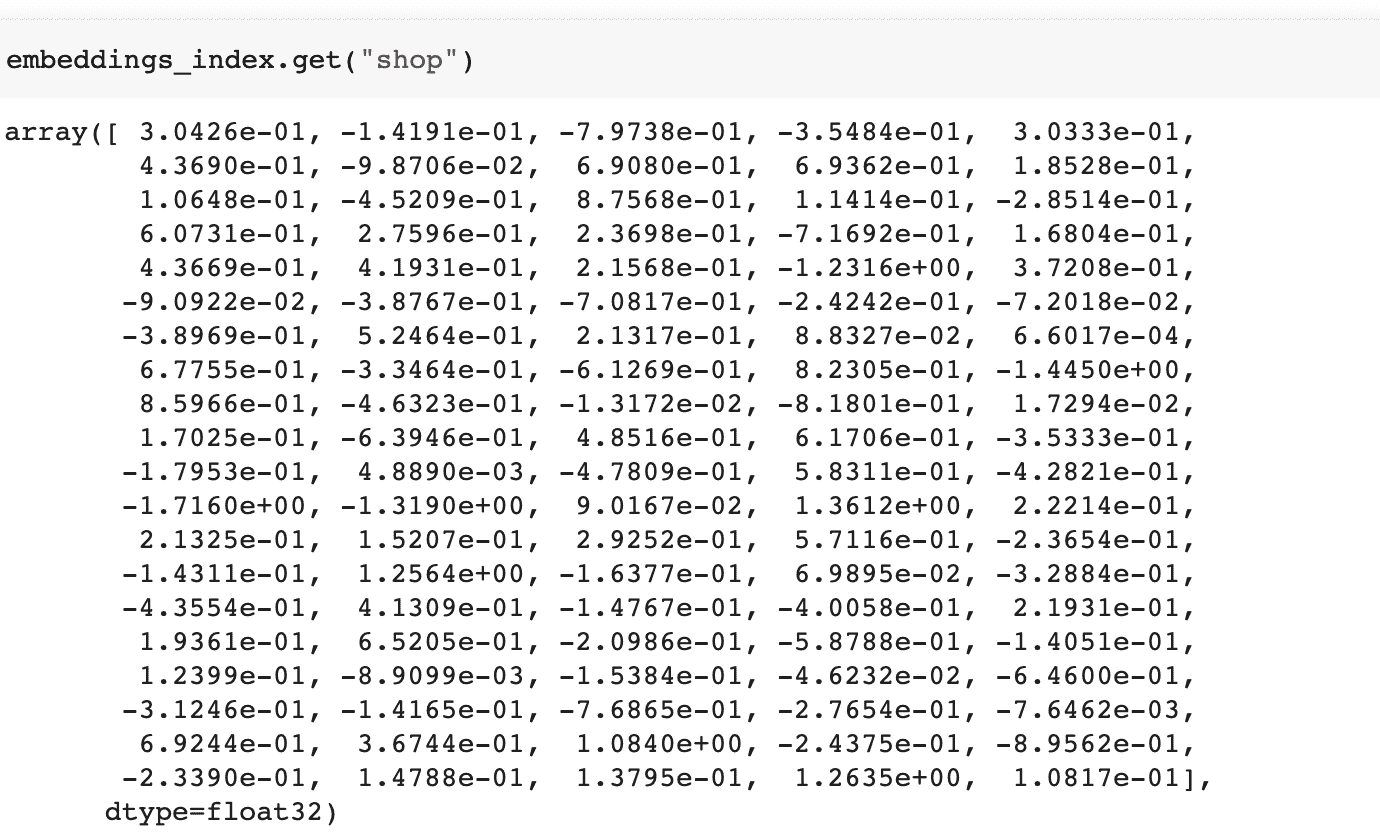 embeddings_index.get("shop")
array([ 3.0426e-01, -1.4191e-01, -7.9738e-01, -3.5484e-01,  3.0333e-01,
        4.3690e-01, -9.8706e-02,  6.9080e-01,  6.9362e-01,  1.8528e-01,
        1.0648e-01, -4.5209e-01,  8.7568e-01,  1.1414e-01, -2.8514e-01,
        6.0731e-01,  2.7596e-01,  2.3698e-01, -7.1692e-01,  1.6804e-01,
        4.3669e-01,  4.1931e-01,  2.1568e-01, -1.2316e+00,  3.7208e-01,
       -9.0922e-02, -3.8767e-01, -7.0817e-01, -2.4242e-01, -7.2018e-02,
       -3.8969e-01,  5.2464e-01,  2.1317e-01,  8.8327e-02,  6.6017e-04,
        6.7755e-01, -3.3464e-01, -6.1269e-01,  8.2305e-01, -1.4450e+00,
        8.5966e-01, -4.6323e-01, -1.3172e-02, -8.1801e-01,  1.7294e-02,
        1.7025e-01, -6.3946e-01,  4.8516e-01,  6.1706e-01, -3.5333e-01,
       -1.7953e-01,  4.8890e-03, -4.7809e-01,  5.8311e-01, -4.2821e-01,
       -1.7160e+00, -1.3190e+00,  9.0167e-02,  1.3612e+00,  2.2214e-01,
        2.1325e-01,  1.5207e-01,  2.9252e-01,  5.7116e-01, -2.3654e-01,
       -1.4311e-01,  1.2564e+00, -1.6377e-01,  6.9895e-02, -3.2884e-01,
       -4.3554e-01,  4.1309e-01, -1.4767e-01, -4.0058e-01,  2.1931e-01,
        1.9361e-01,  6.5205e-01, -2.0986e-01, -5.8788e-01, -1.4051e-01,
        1.2399e-01, -8.9099e-03, -1.5384e-01, -4.6232e-02, -6.4600e-01,
       -3.1246e-01, -1.4165e-01, -7.6865e-01, -2.7654e-01, -7.6462e-03,
        6.9244e-01,  3.6744e-01,  1.0840e+00, -2.4375e-01, -8.9562e-01,
       -2.3390e-01,  1.4788e-01,  1.3795e-01,  1.2635e+00,  1.0817e-01],
      dtype=float32)